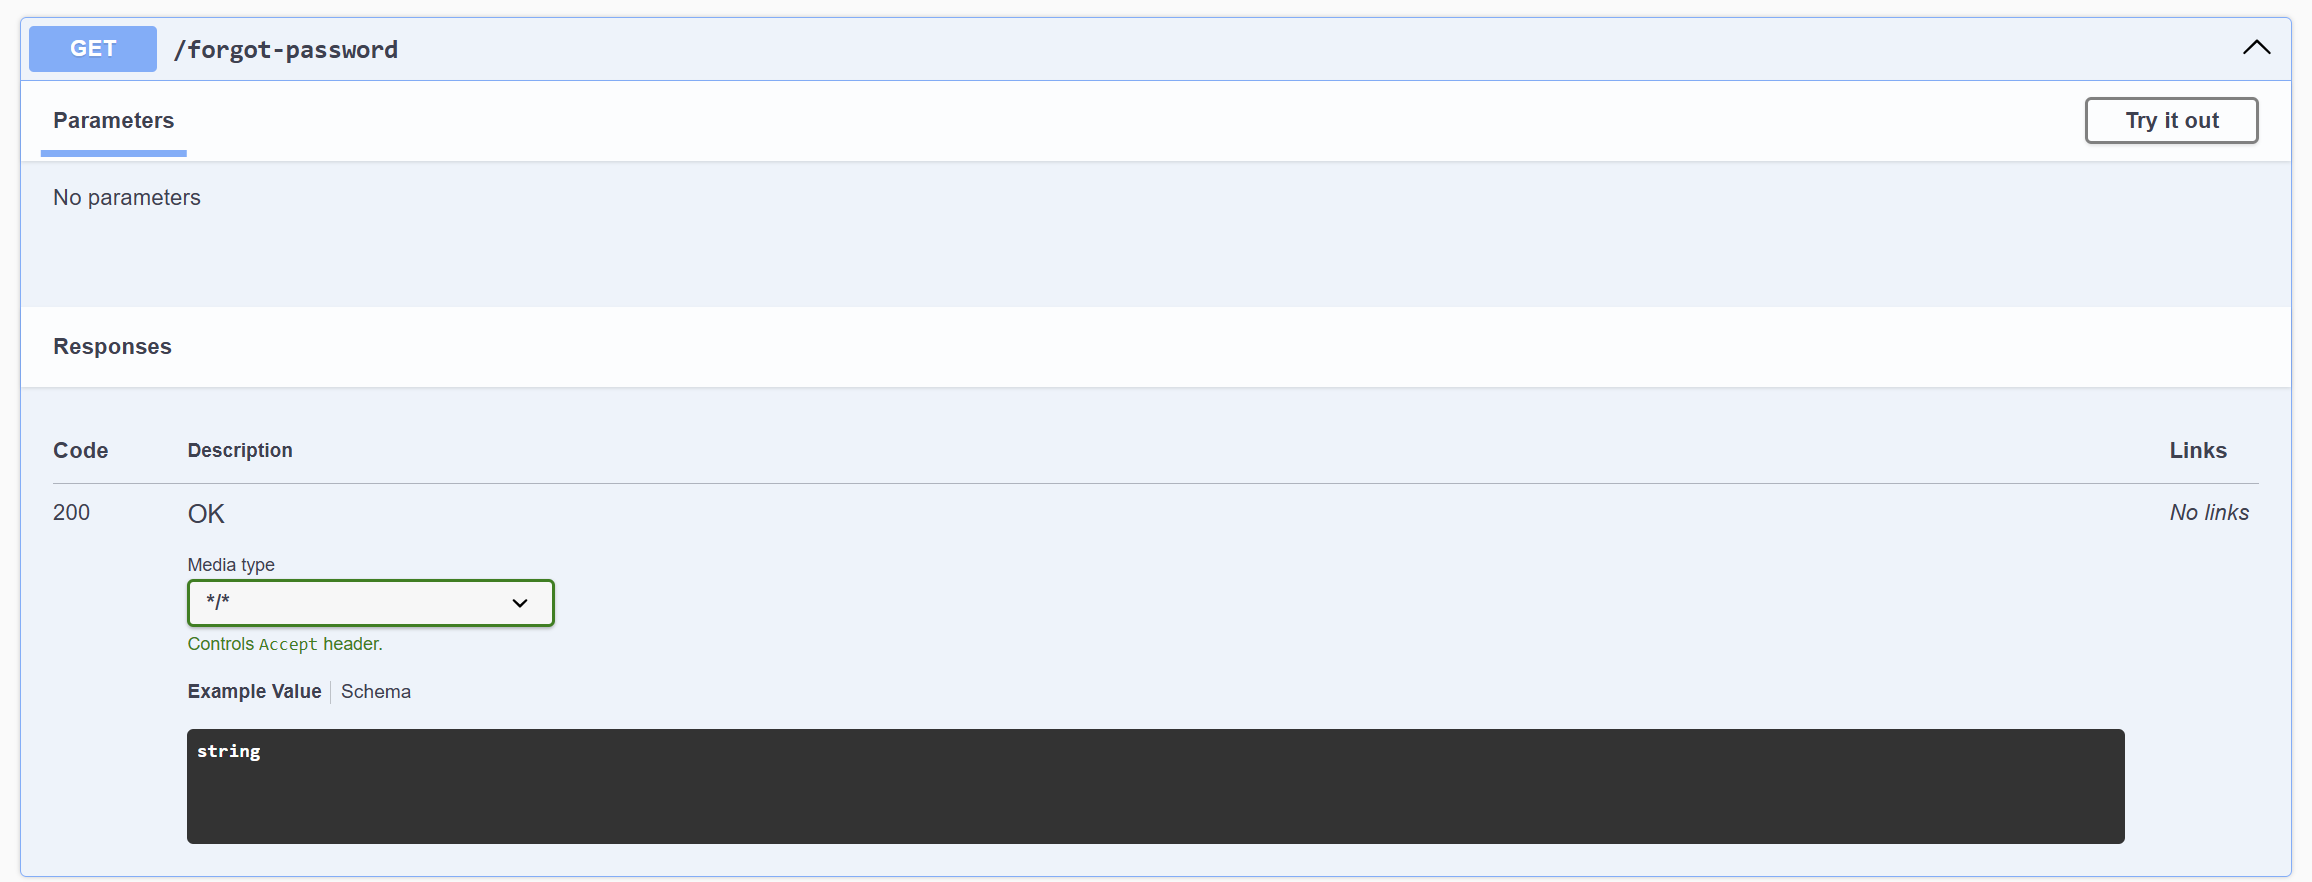 GET /forgot-password
Parameters
Try it out
No parameters
Responses
Code Description Links
200 OK No links
Media type
*/*
Controls Accept header.
Example Value Schema
string